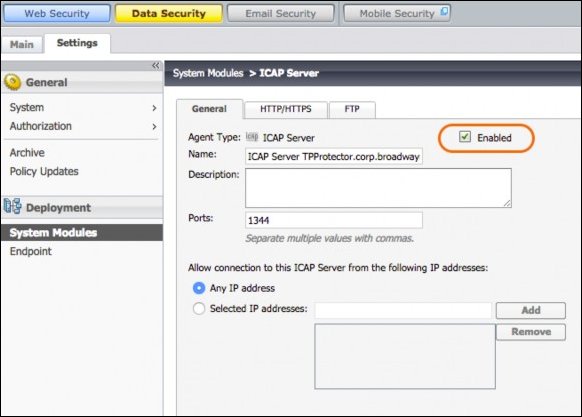 Web Security Data Security Email Security Mobile Security
Main Settings
«
General
System >
Authorization >
Archive
Policy Updates
Deployment
System Modules
Endpoint
System Modules > ICAP Server
General HTTP/HTTPS FTP
Agent Type: ICAP Server Enabled
Name: ICAP Server TPProtector.corp.broadway
Description:
Ports: 1344
Separate multiple values with commas.
Allow connection to this ICAP Server from the following IP addresses:
Any IP address
Selected IP addresses: Add
Remove